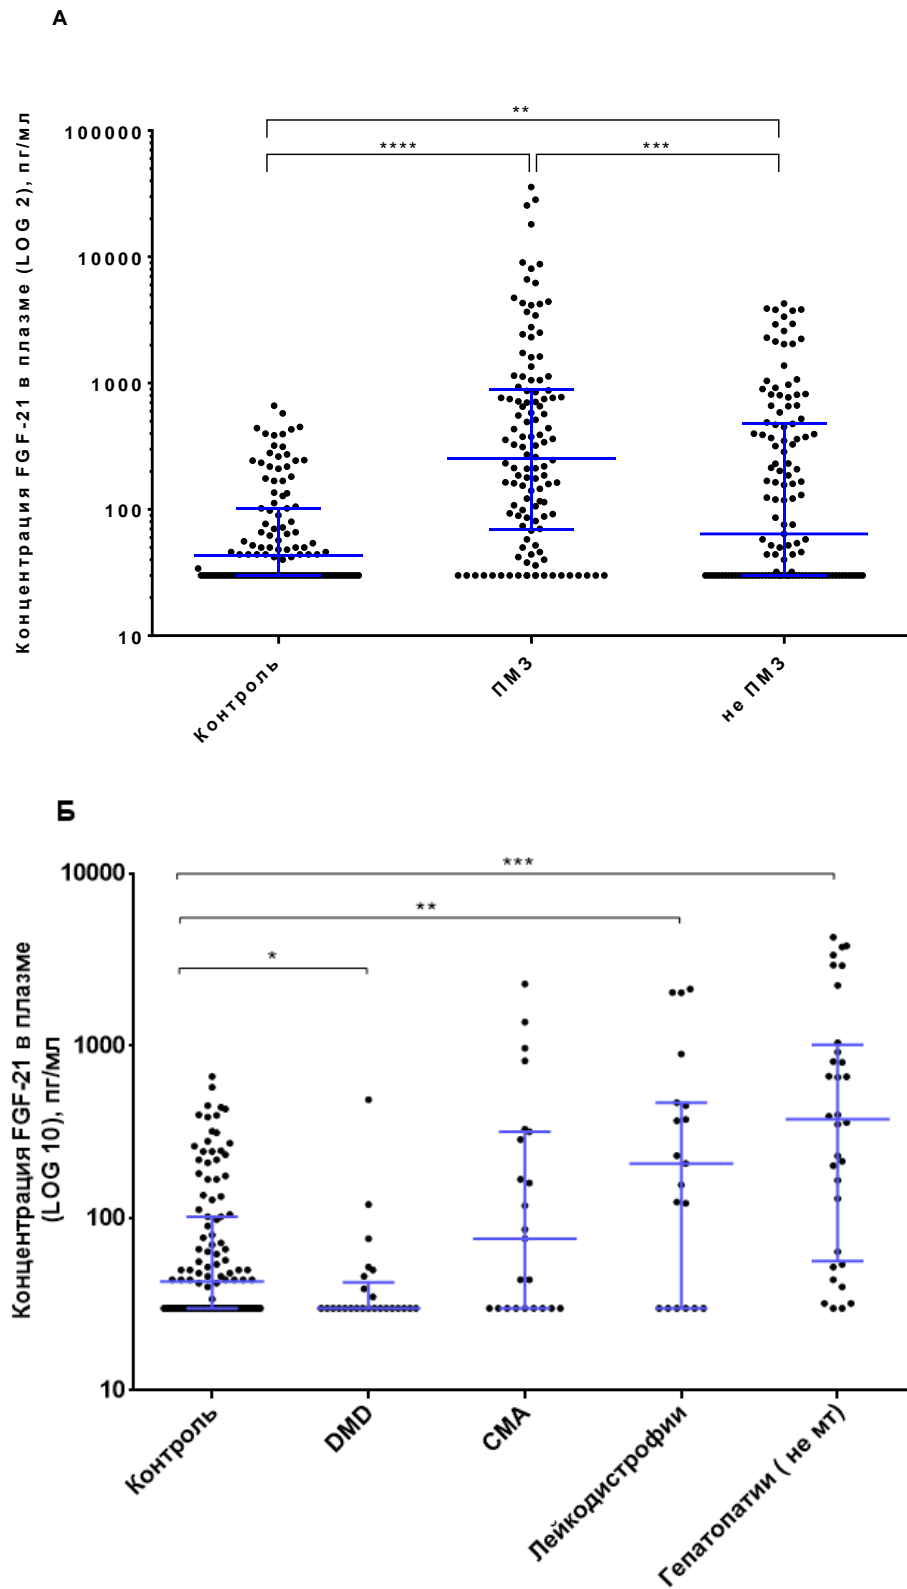 А
Концентрация FGF-21 в плазме (LOG 2), пг/мл
**
****
***
100000
10000
1000
100
10
Контроль
ПМЗ
не ПМЗ
Б
Концентрация FGF-21 в плазме
(LOG 10), пг/мл
***
**
*
10000
1000
100
10
Контроль
DMD
СМА
Лейкодистрофии
Гепатопатии ( не мт)